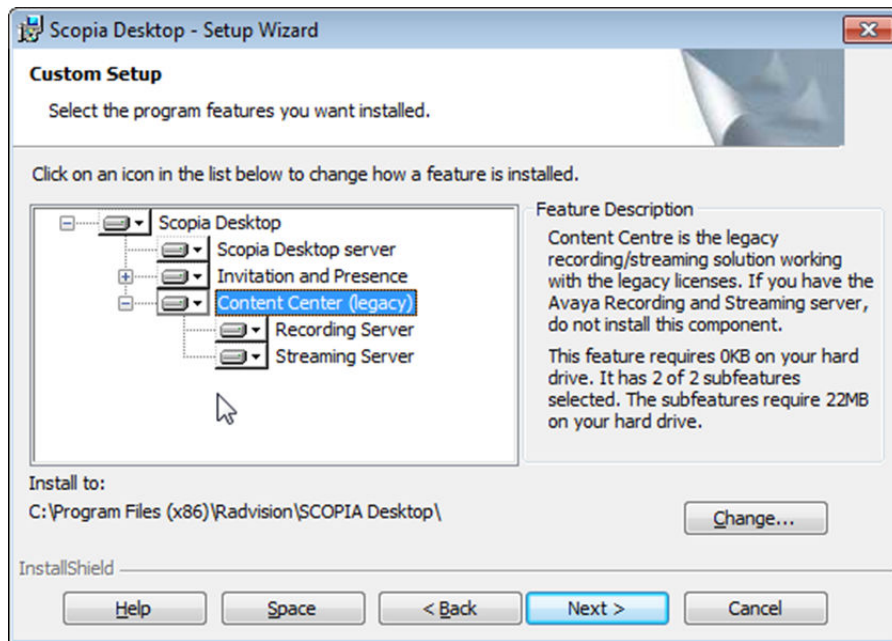 Scopia Desktop - Setup Wizard
Custom Setup
Select the program features you want installed.
Click on an icon in the list below to change how a feature is installed.
Scopia Desktop
Scopia Desktop server
Invitation and Presence
Content Center (legacy)
Recording Server
Streaming Server
Feature Description
Content Centre is the legacy
recording/streaming solution working
with the legacy licenses. If you have the
Avaya Recording and Streaming server,
do not install this component.
This feature requires 0KB on your hard
drive. It has 2 of 2 subfeatures
selected. The subfeatures require 22MB
on your hard drive.
Install to:
C:\Program Files (x86)\Radvision\SCOPIA Desktop\
Change...
InstallShield
Help
Space
< Back
Next >
Cancel